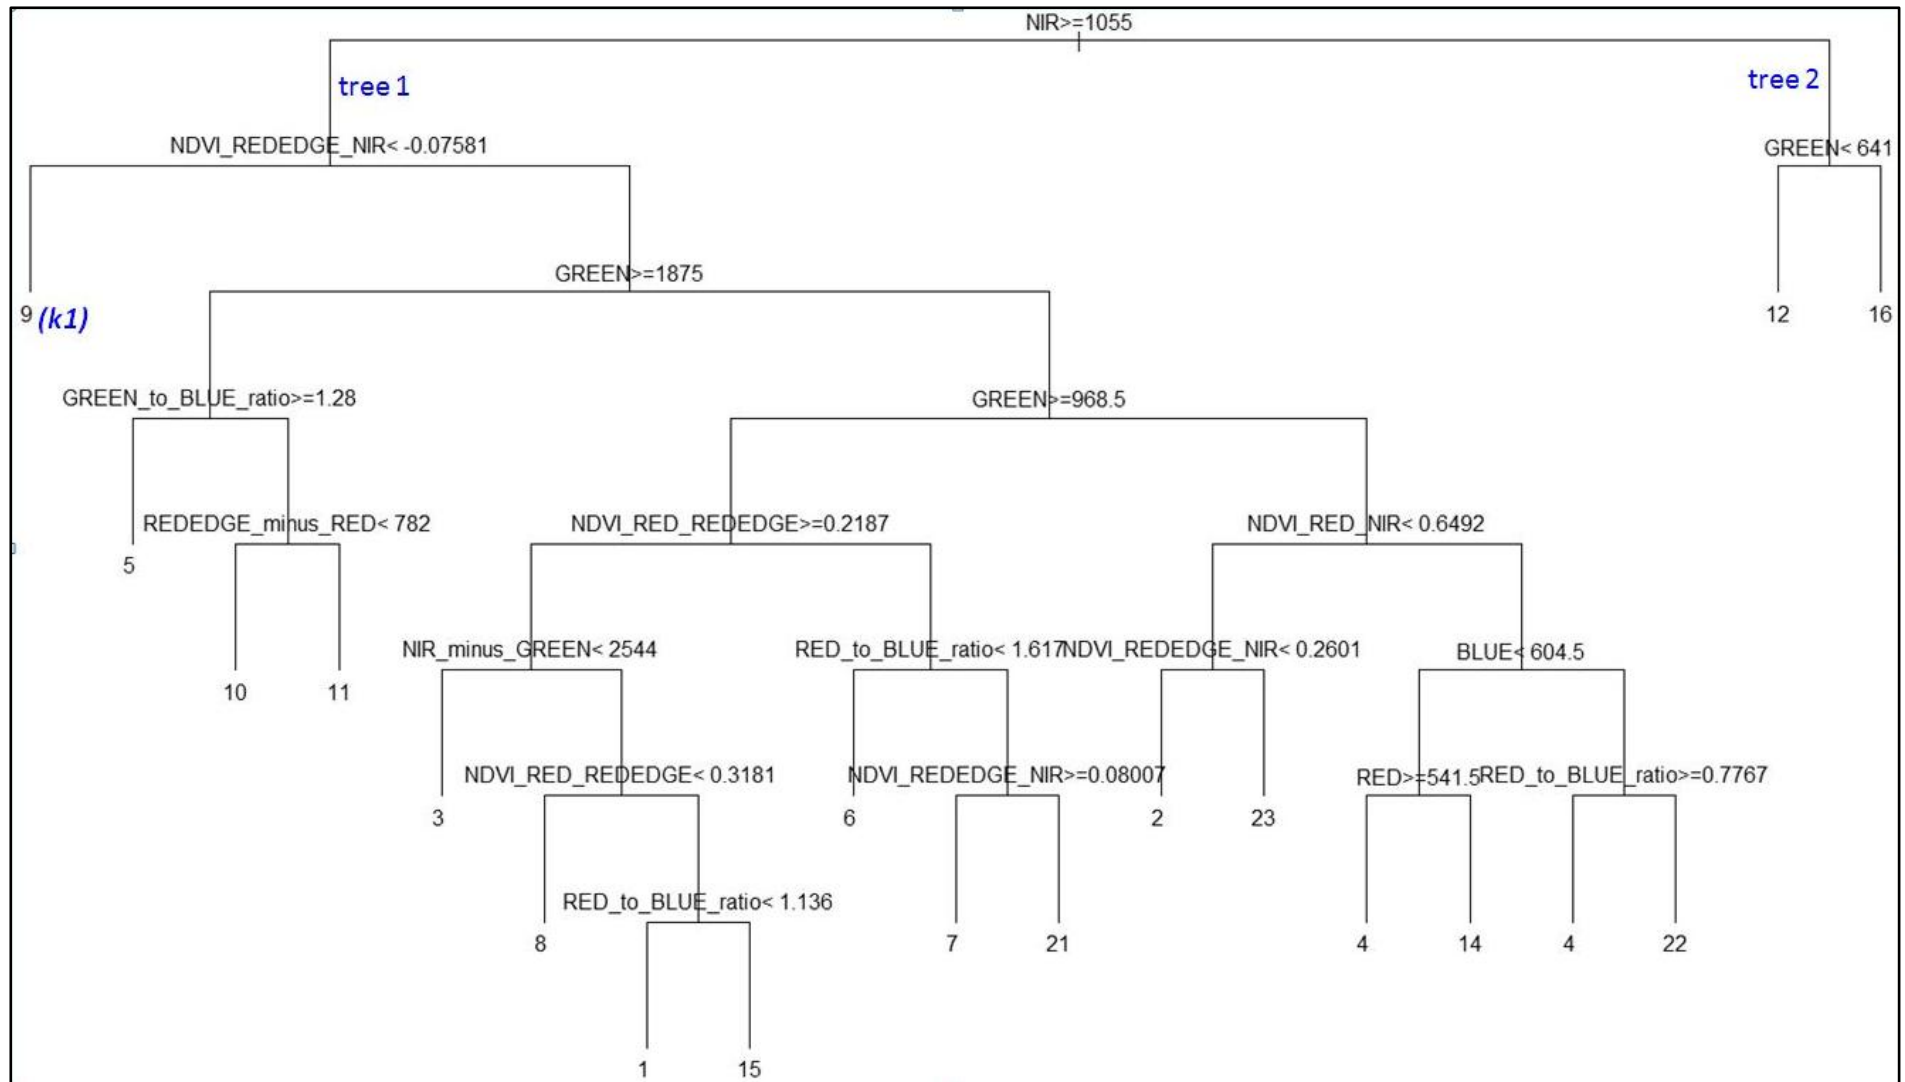 NIR>=1055
tree 1
tree 2
NDVI_REDEDGE_NIR< -0.07581
GREEN< 641
GREEN>=1875
9 (k1)
12
16
GREEN_to_BLUE_ratio>=1.28
GREEN>=968.5
REDEDGE_minus_RED< 782
NDVI_RED_REDEDGE>=0.2187
NDVI_RED_NIR< 0.6492
5
NIR_minus_GREEN< 2544
RED_to_BLUE_ratio< 1.617
NDVI_REDEDGE_NIR< 0.2601
BLUE< 604.5
10
11
NDVI_RED_REDEDGE< 0.3181
NDVI_REDEDGE_NIR>=0.08007
RED>=541.5
RED_to_BLUE_ratio>=0.7767
3
6
2
23
RED_to_BLUE_ratio< 1.136
8
7
21
4
14
4
22
1
15